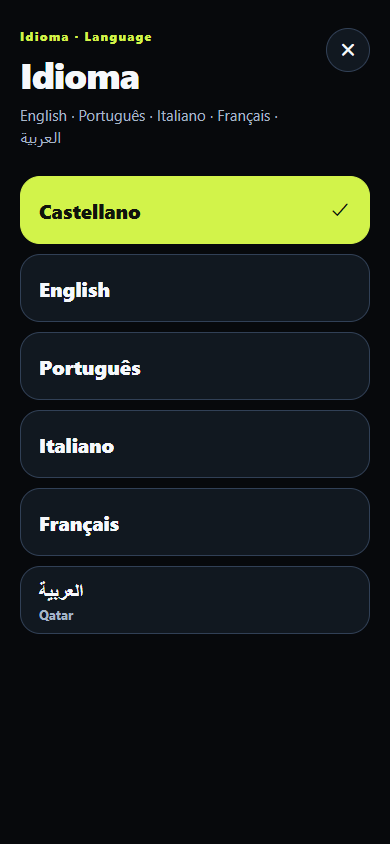 Idioma · Language
Idioma
English · Português · Italiano · Français ·
العربية
Castellano
English
Português
Italiano
Français
العربية
Qatar